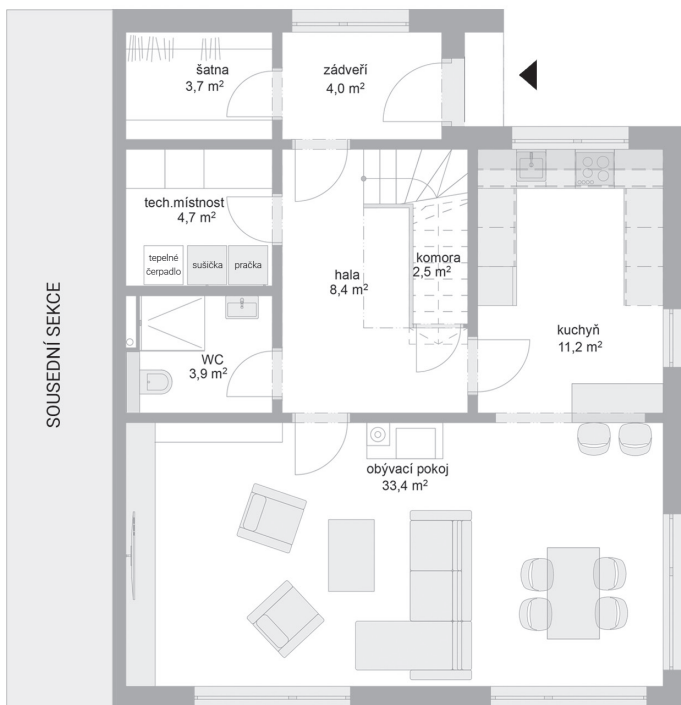 šatna
3,7 m²
zádveří
4,0 m²
tech.místnost
4,7 m²
tepelné
čerpadlo
sušička
pračka
hala
8,4 m²
komora
2,5 m²
kuchyň
11,2 m²
WC
3,9 m²
SOUSEDNÍ SEKCE
obývací pokoj
33,4 m²